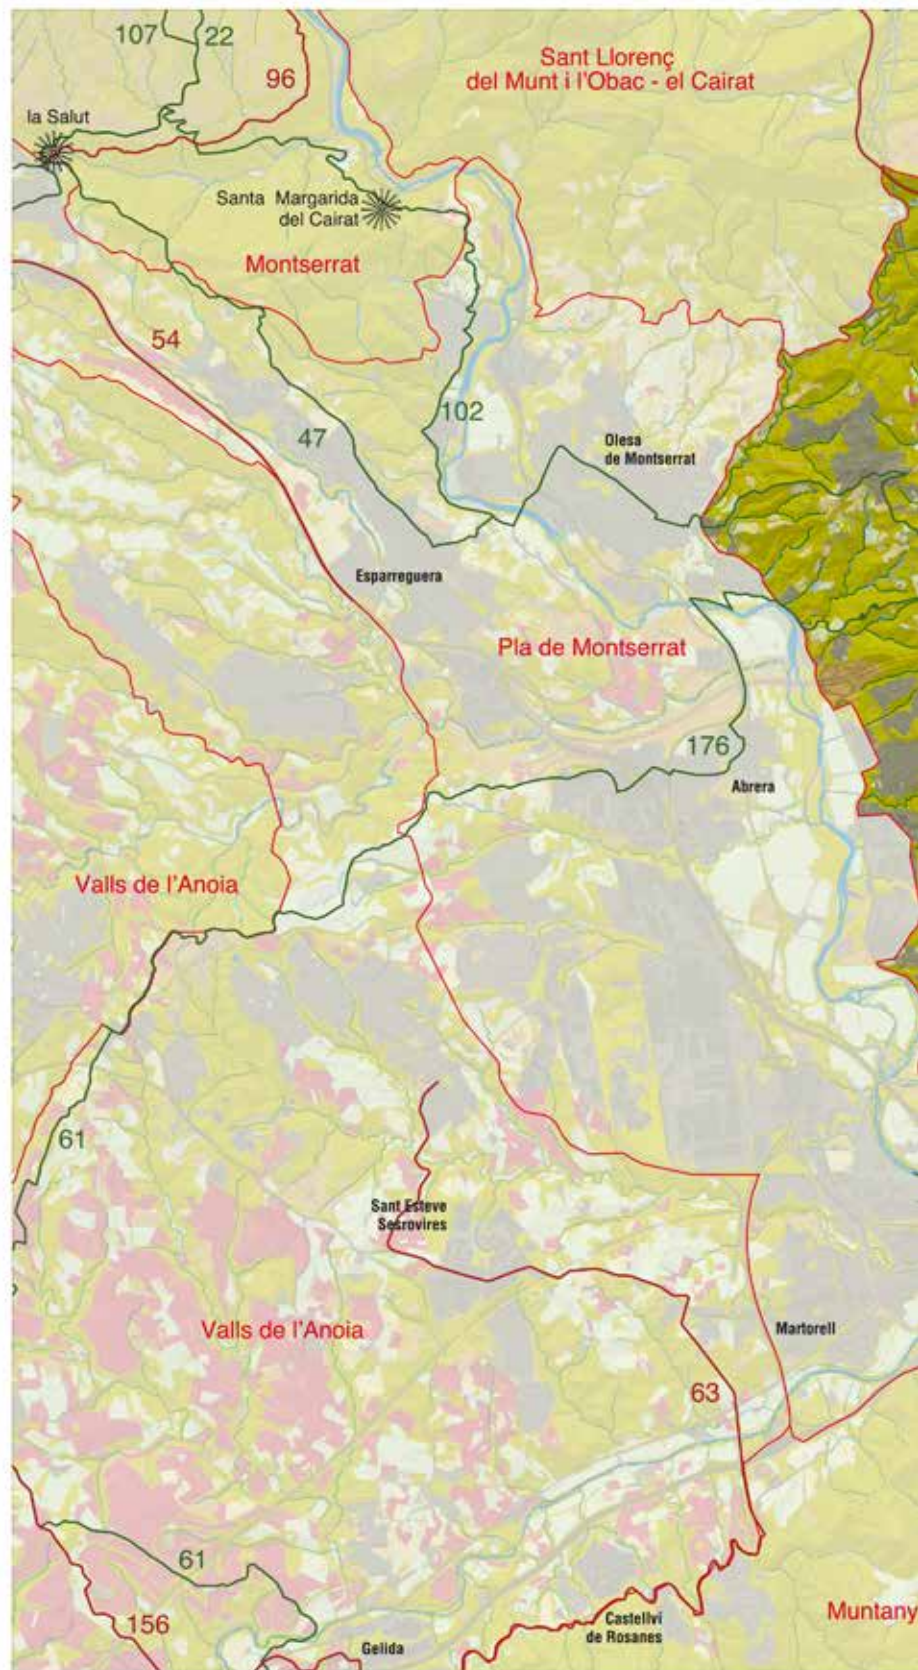 107
22
Sant Llorenç
del Munt i l'Obac - el Cairat
96
la Salut
Santa Margarida
del Cairat
Montserrat
54
102
47
Olesa
de Montserrat
Esparreguera
Pla de Montserrat
176
Abrera
Valls de l'Anoia
61
Sant Esteve
Sesrovires
Valls de l'Anoia
Martorell
63
61
156
Castellví
de Rosanes
Muntany
Gelida